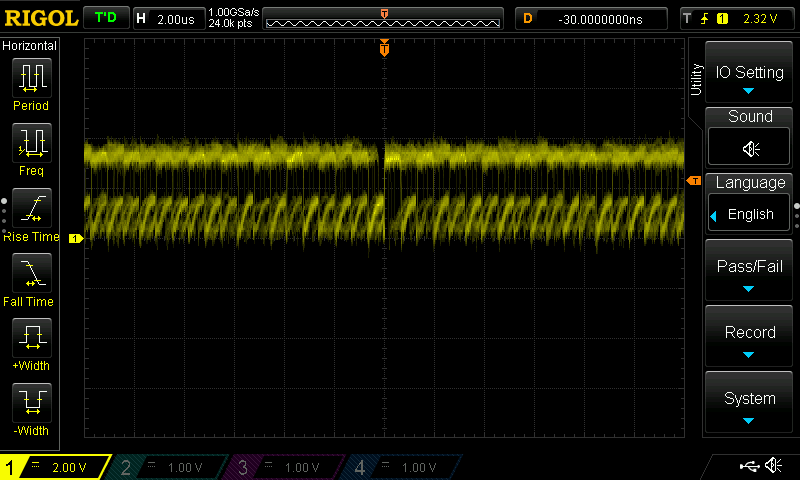 RIGOL T'D H 2.00us 1.00GSa/s 24.0k pts T D -30.0000000ns T 1 2.32 V
Horizontal
Period
Freq
Rise Time
Fall Time
+Width
-Width
T
T
1
Utility
IO Setting
Sound
Language
English
Pass/Fail
Record
System
1 2.00 V 2 1.00 V 3 1.00 V 4 1.00 V